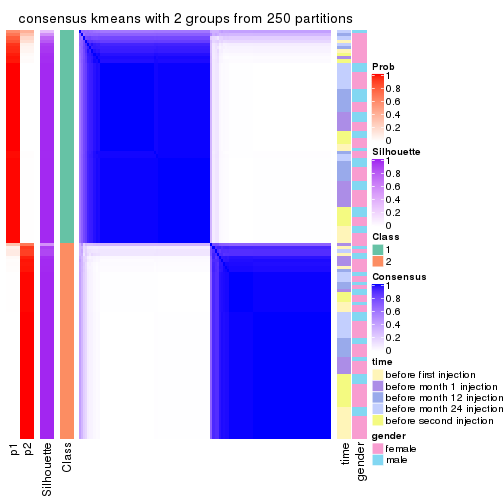 consensus kmeans with 2 groups from 250 partitions
Prob
1
0.8
0.6
0.4
0.2
0
Silhouette
1
0.8
0.6
0.4
0.2
0
Class
1
2
Consensus
1
0.8
0.6
0.4
0.2
0
time
before first injection
before month 1 injection
before month 12 injection
before month 24 injection
before second injection
gender
female
male
p1
p2
Silhouette
Class
time
gender